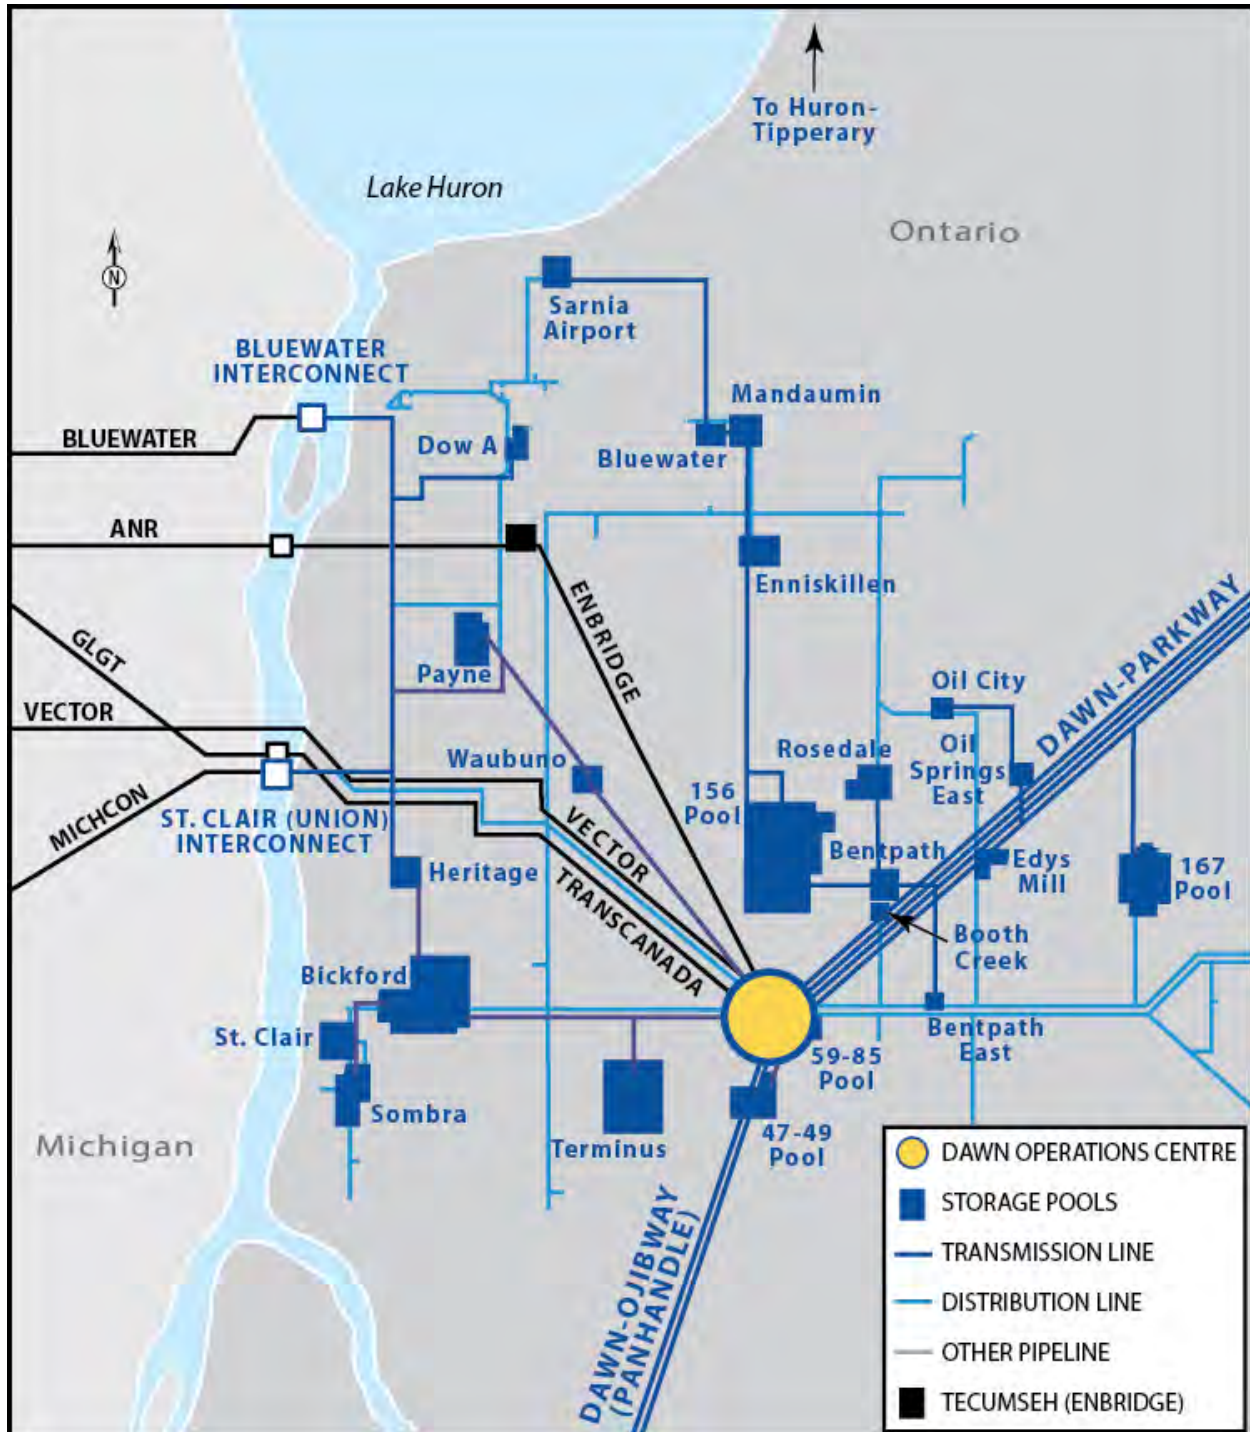 To Huron-
Tipperary
Lake Huron
Ontario
N
Sarnia
Airport
BLUEWATER
INTERCONNECT
Mandaumin
BLUEWATER
Dow A
Bluewater
ANR
Enniskillen
ENBRIDGE
GLGT
Payne
DAWN-PARKWAY
Oil City
VECTOR
Waubuno
Rosedale
Oil
Springs
East
156
Pool
MICHCON
ST. CLAIR (UNION)
INTERCONNECT
VECTOR
Bentpath
Edys
Mill
167
Pool
Heritage
TRANSCANADA
Booth
Creek
Bickford
St. Clair
Bentpath
East
59-85
Pool
Sombra
Terminus
47-49
Pool
Michigan
DAWN-OJIBWAY
(PANHANDLE)
DAWN OPERATIONS CENTRE
STORAGE POOLS
TRANSMISSION LINE
DISTRIBUTION LINE
OTHER PIPELINE
TECUMSEH (ENBRIDGE)